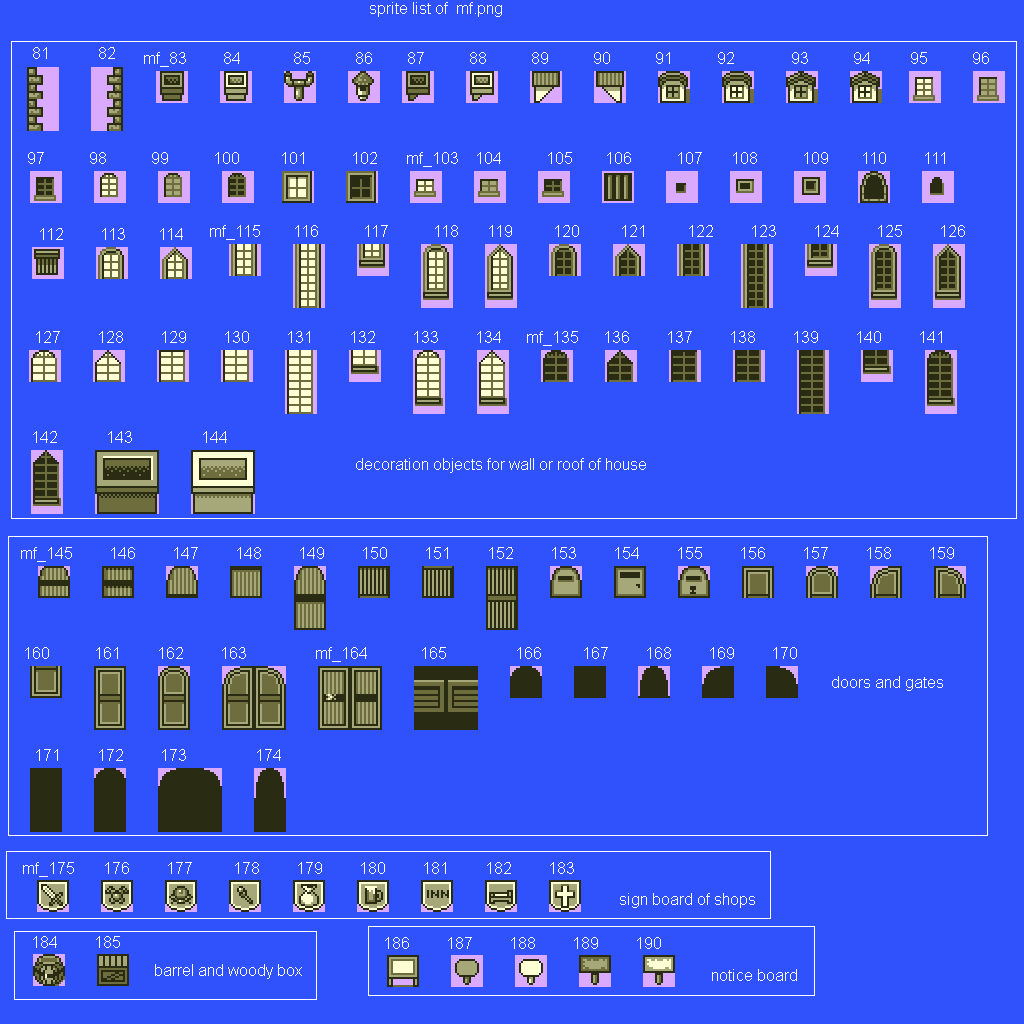 sprite list of  mf.png
81 82 mf_83 84 85 86 87 88 89 90 91 92 93 94 95 96
97 98 99 100 101 102 mf_103 104 105 106 107 108 109 110 111
112 113 114 mf_115 116 117 118 119 120 121 122 123 124 125 126
127 128 129 130 131 132 133 134 mf_135 136 137 138 139 140 141
142 143 144
decoration objects for wall or roof of house
mf_145 146 147 148 149 150 151 152 153 154 155 156 157 158 159
160 161 162 163 mf_164 165 166 167 168 169 170
doors and gates
171 172 173 174
mf_175 176 177 178 179 180 181 182 183
INN
sign board of shops
184 185
barrel and woody box
186 187 188 189 190
notice board